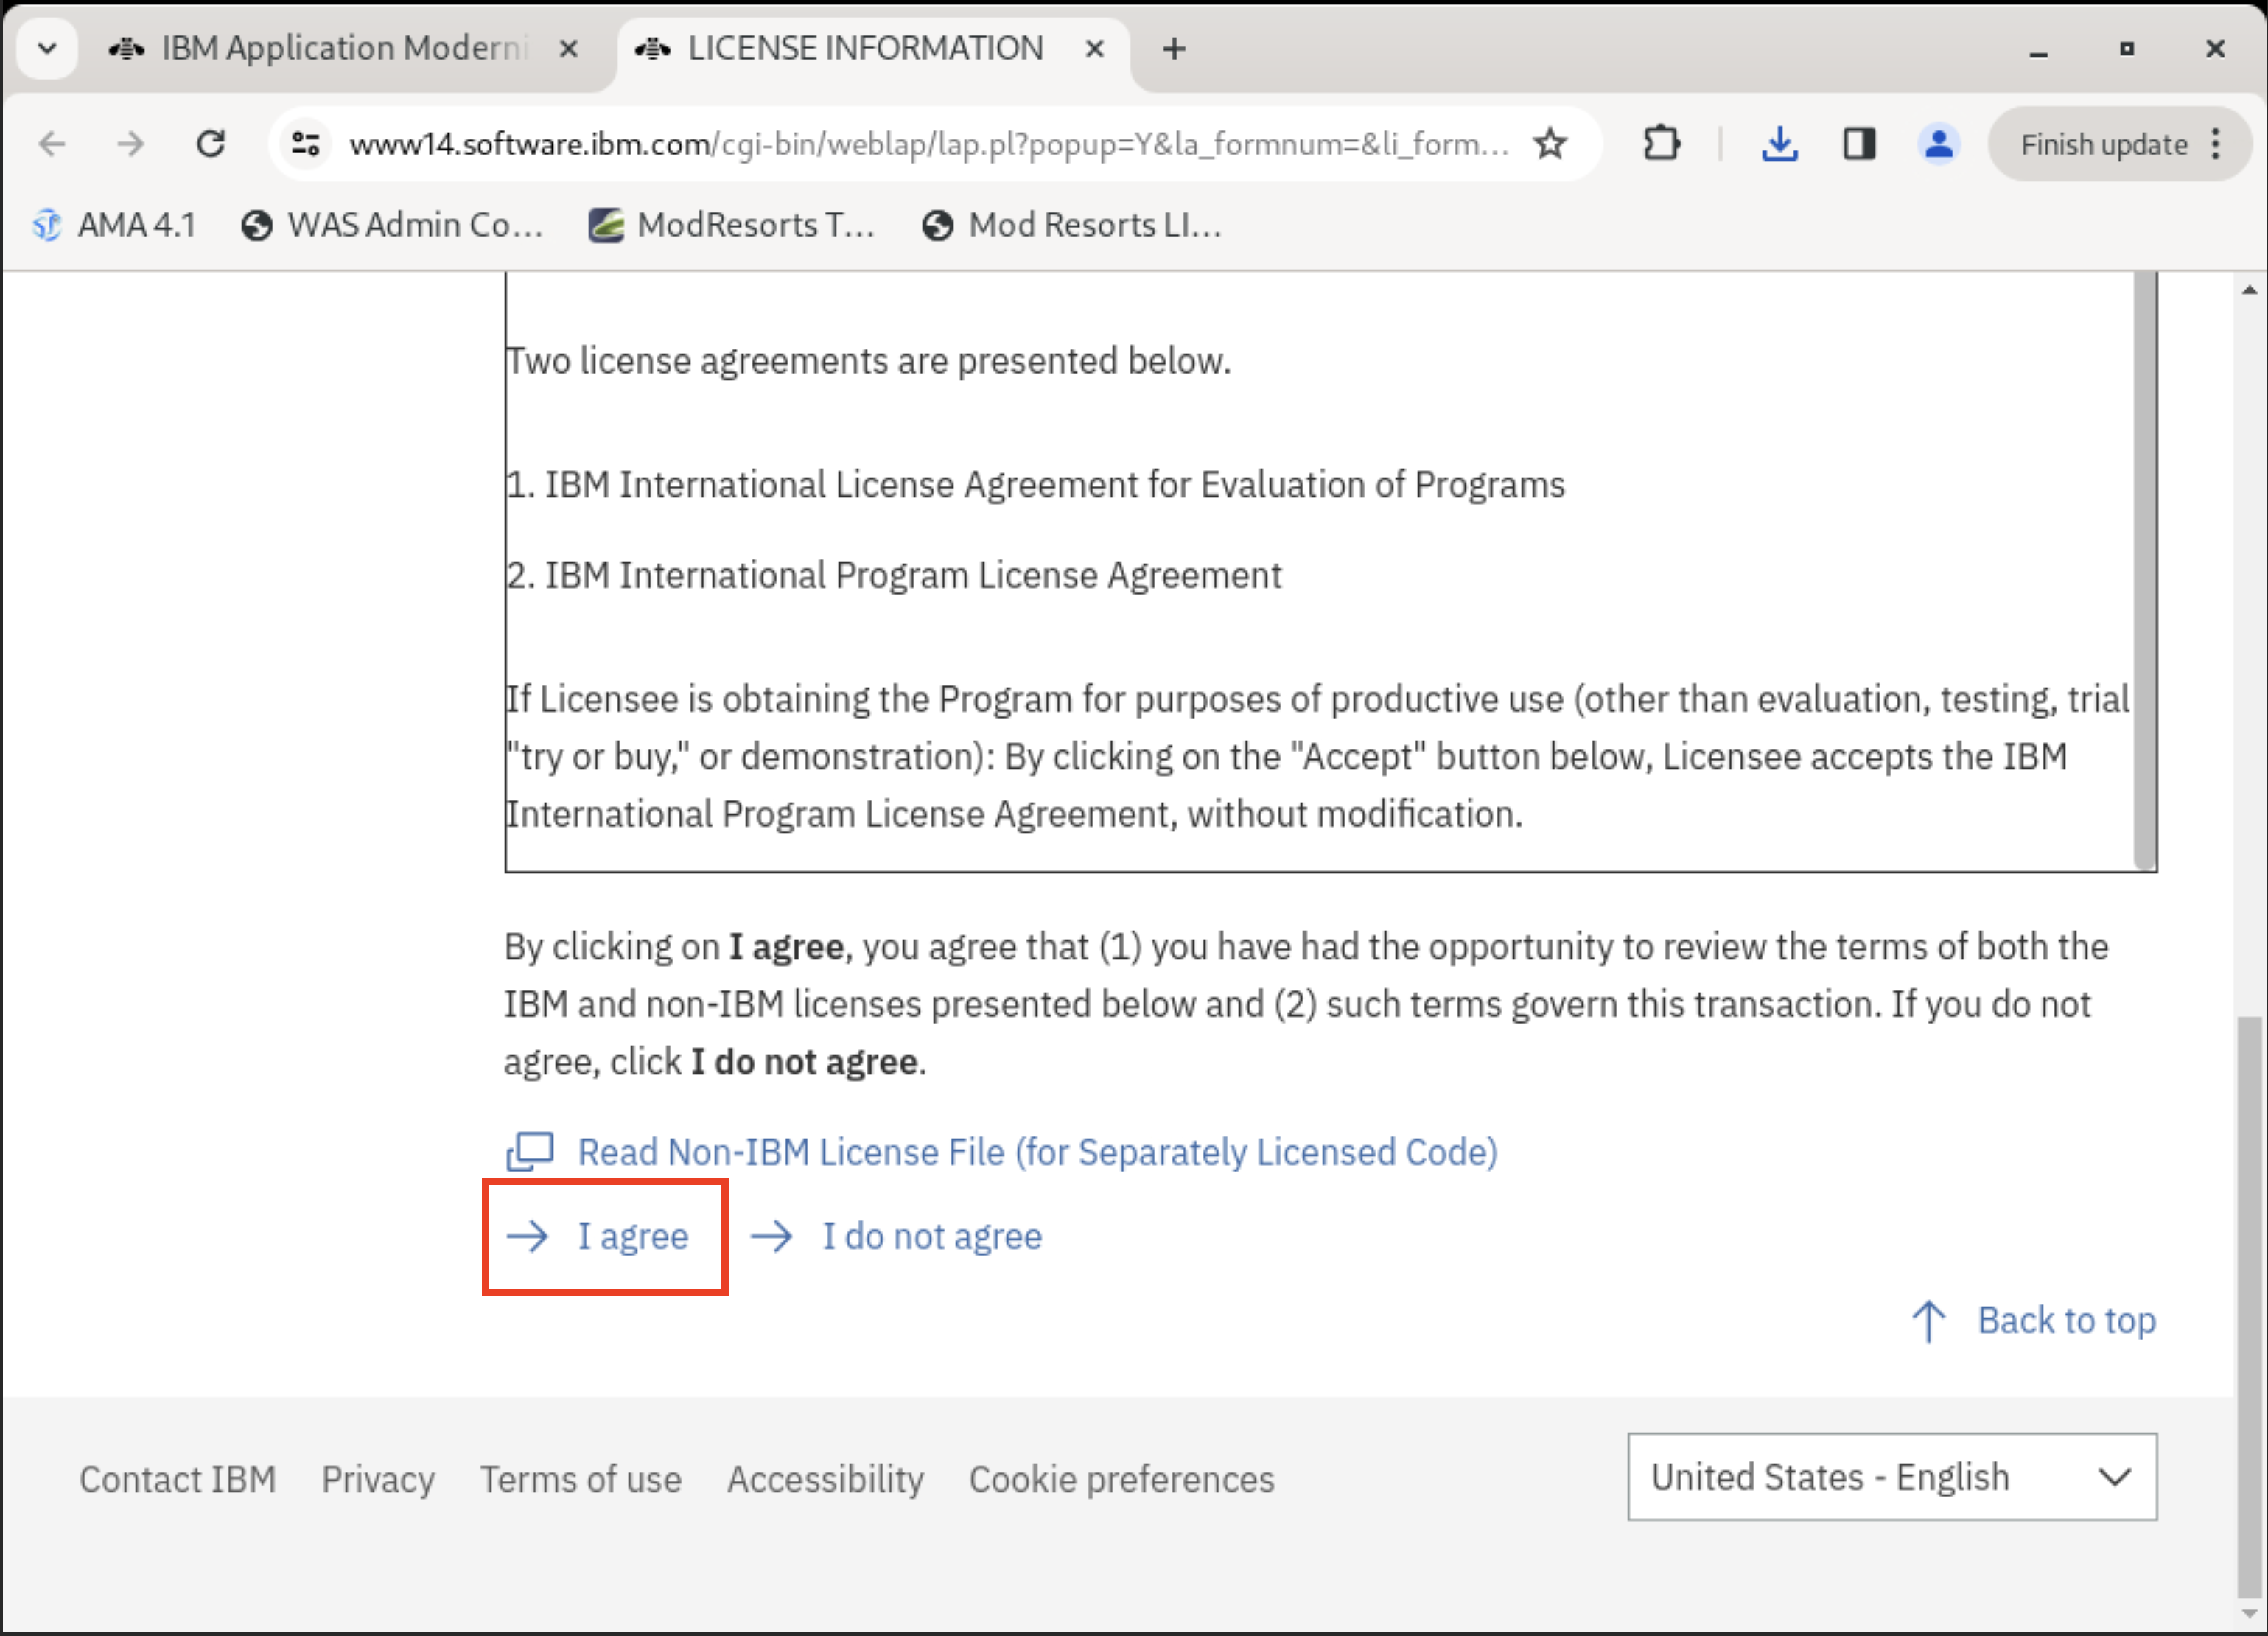 IBM Application Moderni
LICENSE INFORMATION
www14.software.ibm.com/cgi-bin/weblap/lap.pl?popup=Y&la_formnum=&li_form...
Finish update
AMA 4.1
WAS Admin Co...
ModResorts T...
Mod Resorts LI...
Two license agreements are presented below.
1. IBM International License Agreement for Evaluation of Programs
2. IBM International Program License Agreement
If Licensee is obtaining the Program for purposes of productive use (other than evaluation, testing, trial
"try or buy," or demonstration): By clicking on the "Accept" button below, Licensee accepts the IBM
International Program License Agreement, without modification.
By clicking on I agree, you agree that (1) you have had the opportunity to review the terms of both the
IBM and non-IBM licenses presented below and (2) such terms govern this transaction. If you do not
agree, click I do not agree.
Read Non-IBM License File (for Separately Licensed Code)
I agree
I do not agree
Back to top
Contact IBM
Privacy
Terms of use
Accessibility
Cookie preferences
United States - English